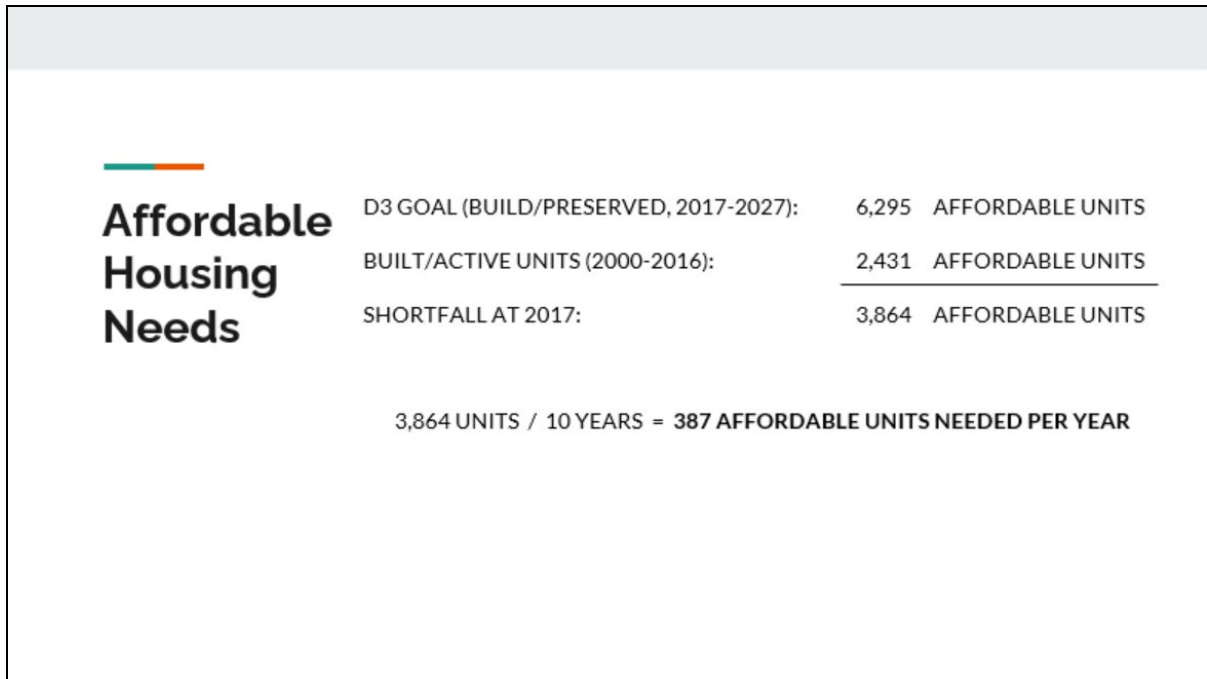 Affordable
Housing
Needs
D3 GOAL (BUILD/PRESERVED, 2017-2027): 6,295 AFFORDABLE UNITS
BUILT/ACTIVE UNITS (2000-2016): 2,431 AFFORDABLE UNITS
SHORTFALL AT 2017: 3,864 AFFORDABLE UNITS
3,864 UNITS / 10 YEARS = 387 AFFORDABLE UNITS NEEDED PER YEAR